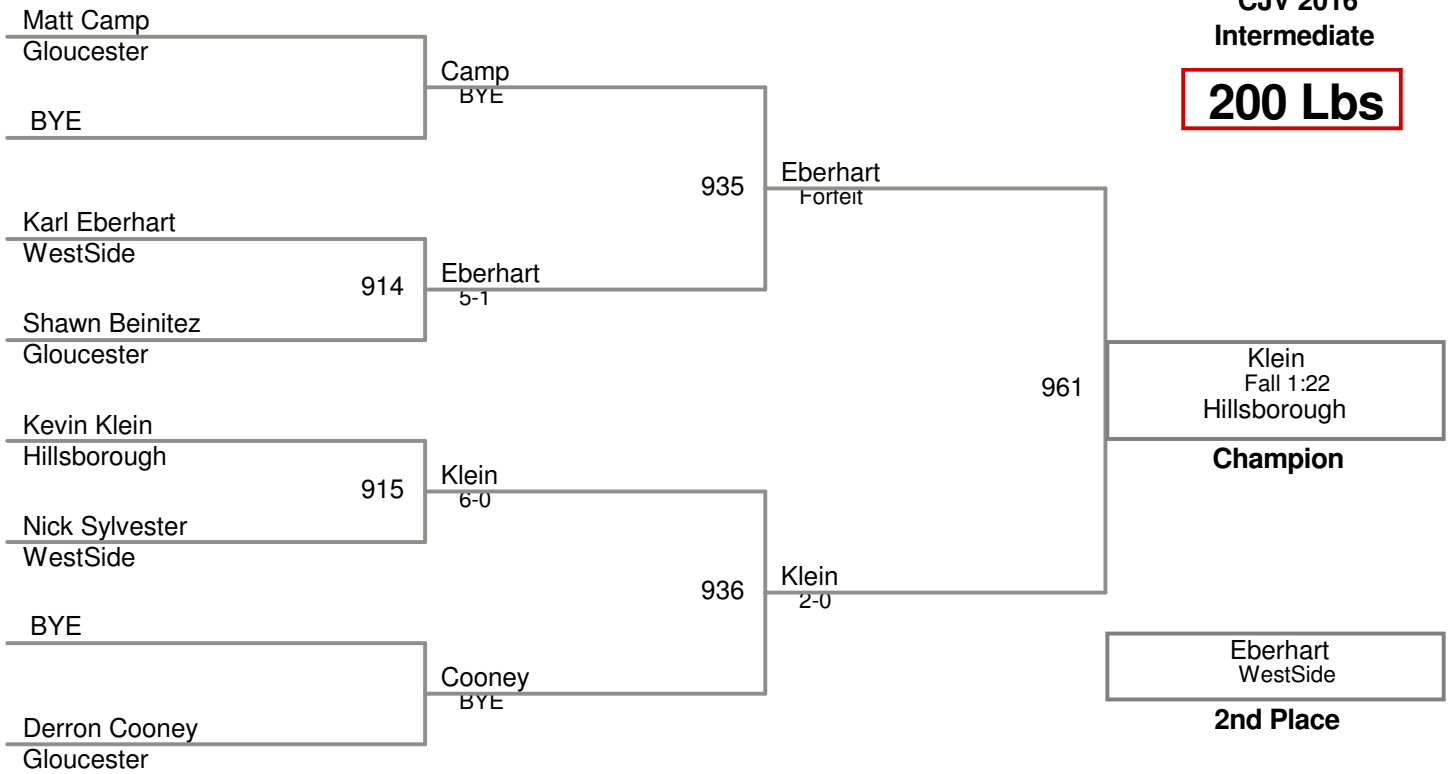 CJV 2016
Intermediate
200 Lbs
Matt Camp
Gloucester
BYE
Karl Eberhart
WestSide
914
Shawn Beinitez
Gloucester
Kevin Klein
Hillsborough
915
Nick Sylvester
WestSide
BYE
Derron Cooney
Gloucester
Camp
BYE
935
Eberhart
5-1
Klein
6-0
936
Cooney
BYE
Eberhart
Forfeit
961
Klein
2-0
Klein
Fall 1:22
Hillsborough
Champion
Eberhart
WestSide
2nd Place